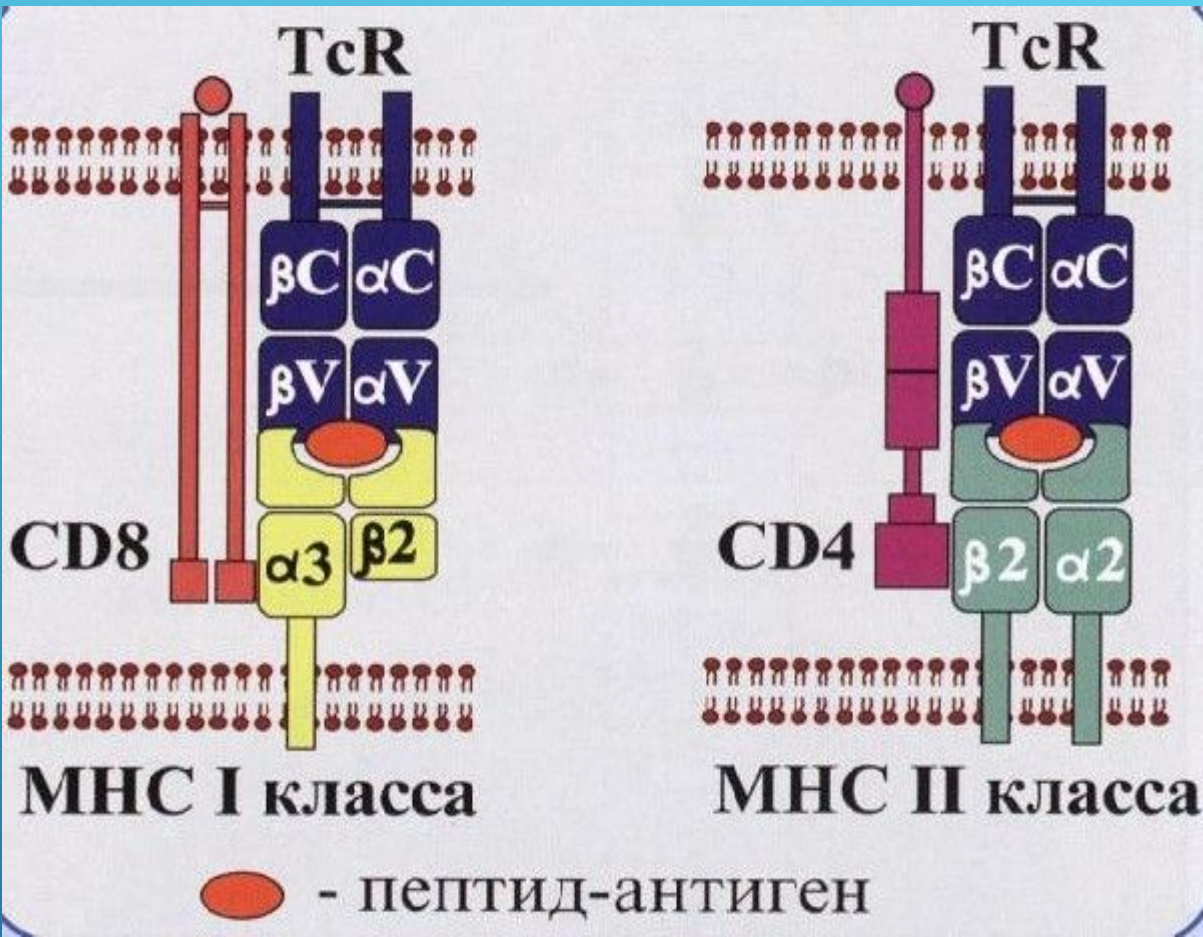 TcR
TcR
βC αC
βC αC
βV αV
βV αV
CD8
α3 β2
CD4
β2 α2
MHC I класса
MHC II класса
- пептид-антиген